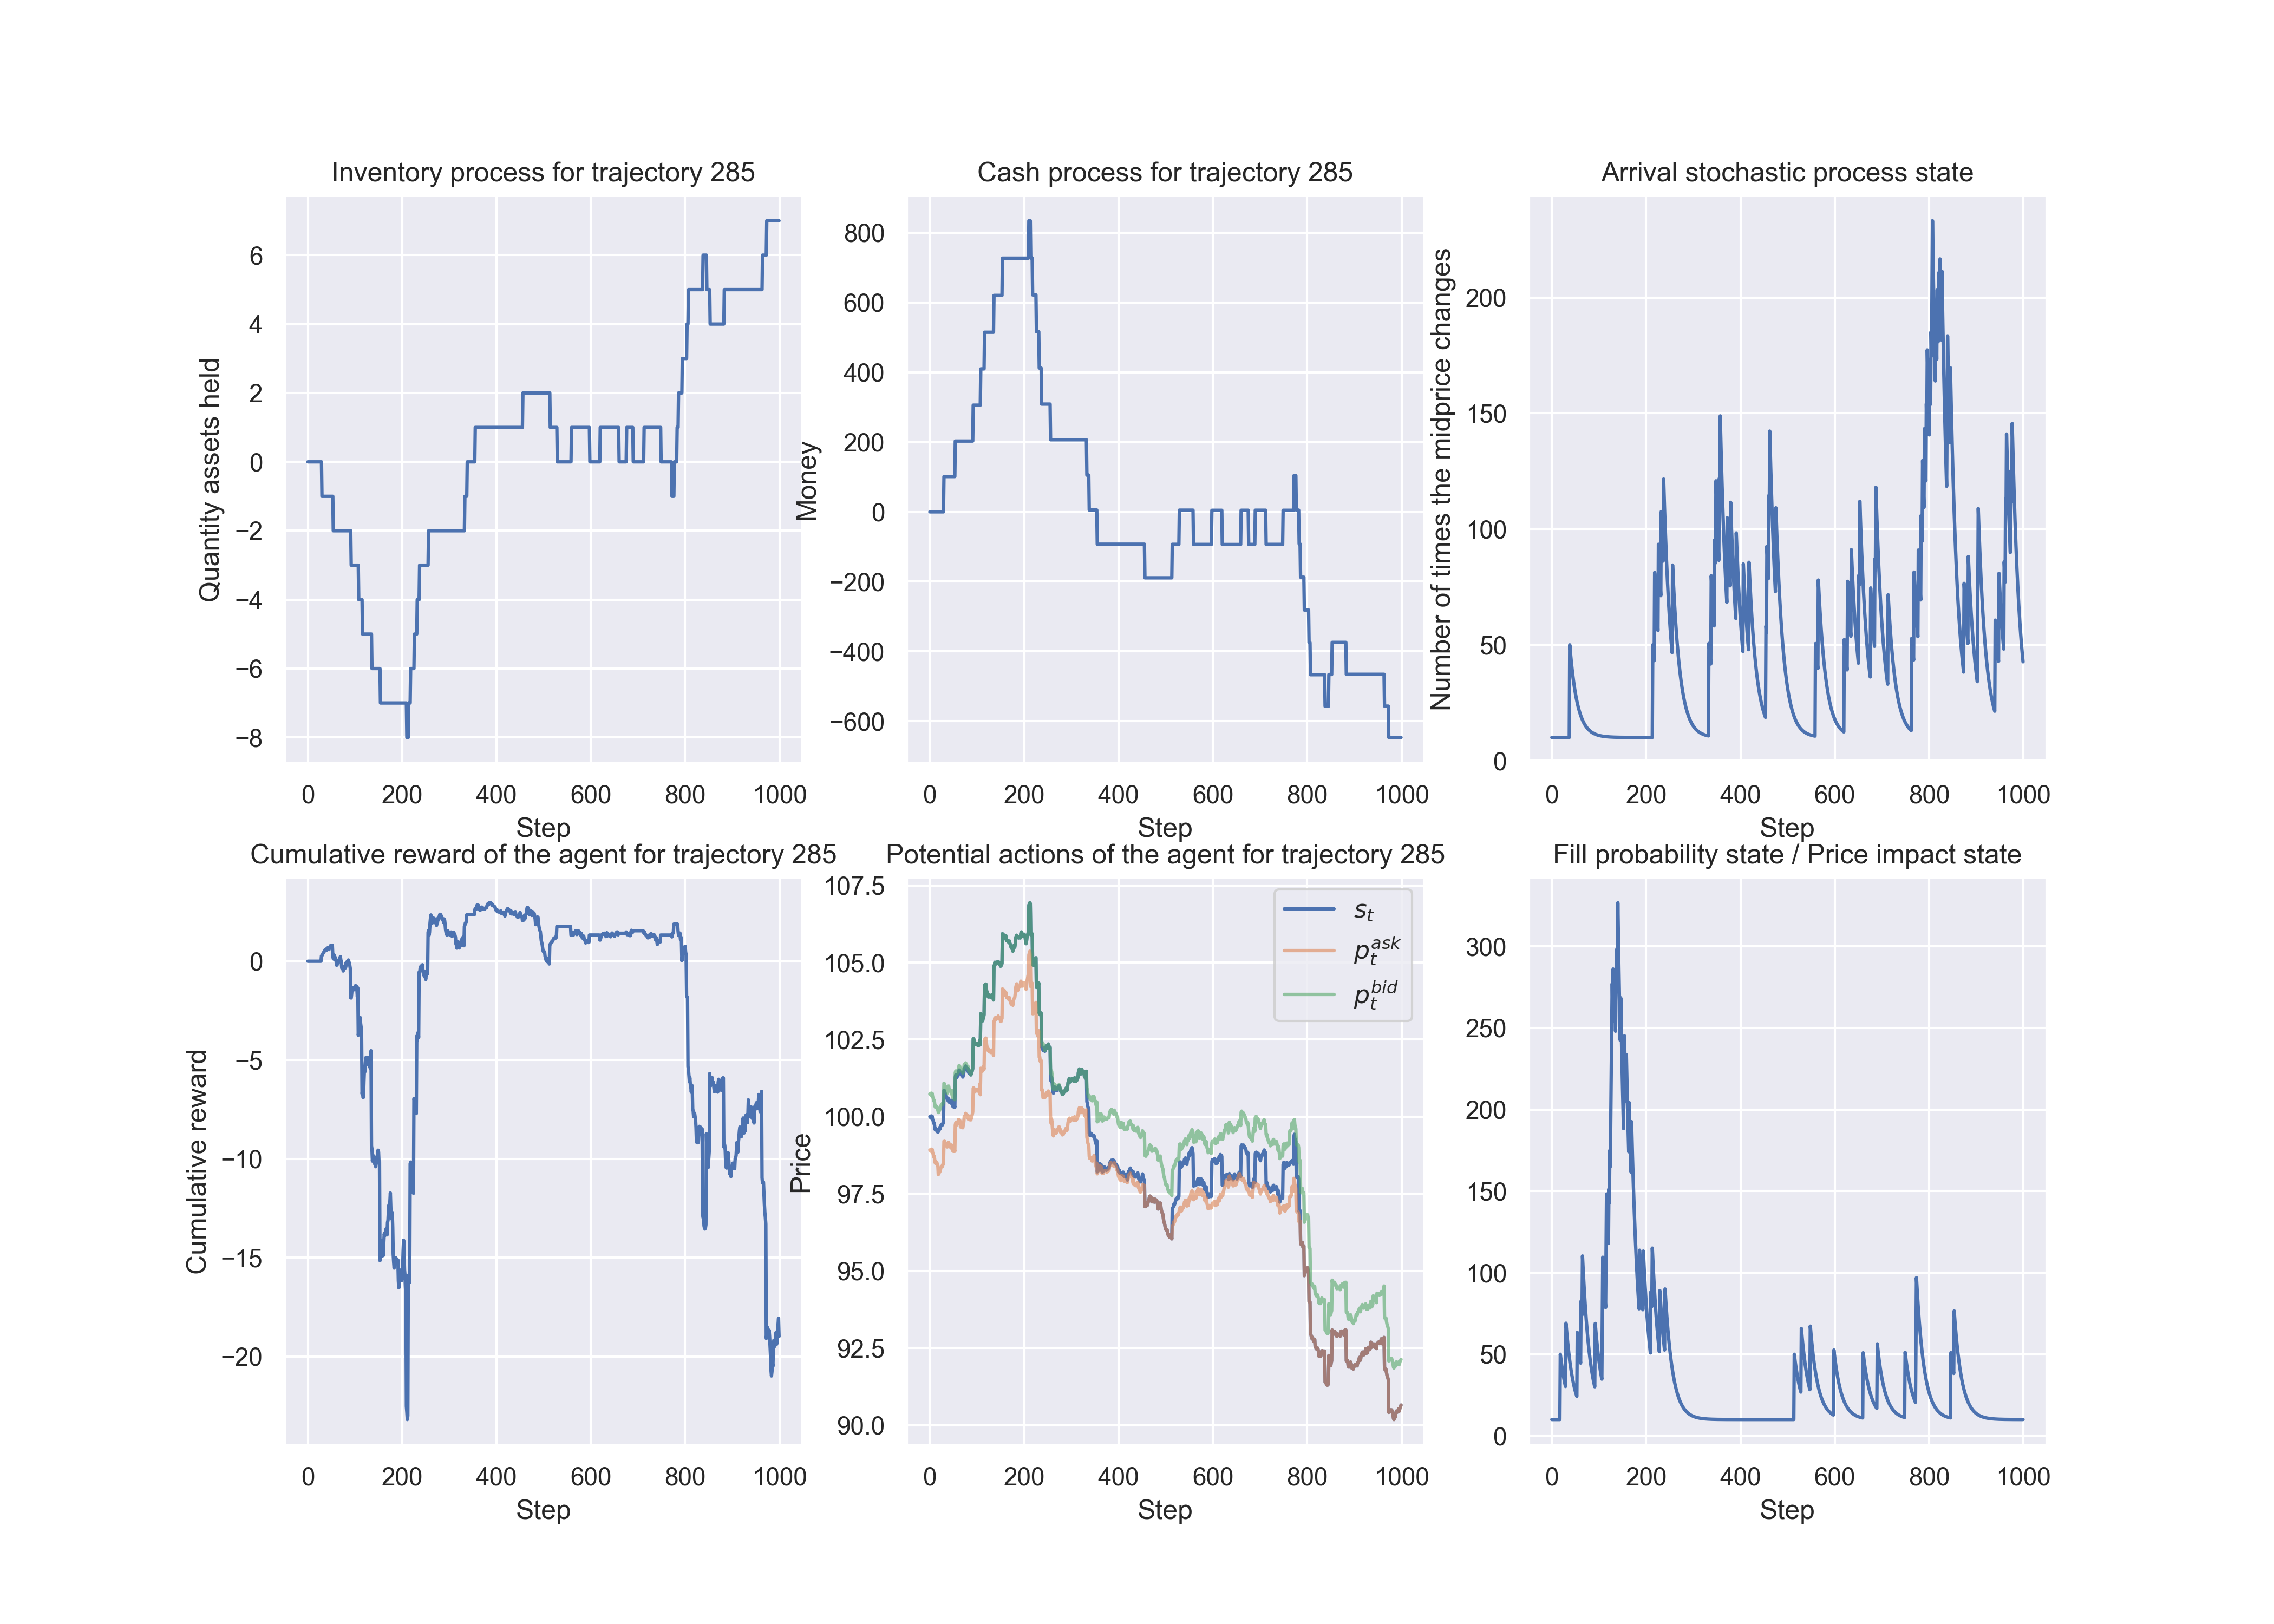 Inventory process for trajectory 285
Quantity assets held
6
4
2
0
−2
−4
−6
−8
0 200 400 600 800 1000
Step
Cash process for trajectory 285
Money
800
600
400
200
0
−200
−400
−600
0 200 400 600 800 1000
Step
Arrival stochastic process state
Number of times the midprice changes
200
150
100
50
0
0 200 400 600 800 1000
Step
Cumulative reward of the agent for trajectory 285
Cumulative reward
0
−5
−10
−15
−20
0 200 400 600 800 1000
Step
Potential actions of the agent for trajectory 285
Price
107.5
105.0
102.5
100.0
97.5
95.0
92.5
90.0
s_t
p_t^{ask}
p_t^{bid}
0 200 400 600 800 1000
Step
Fill probability state / Price impact state
300
250
200
150
100
50
0
0 200 400 600 800 1000
Step